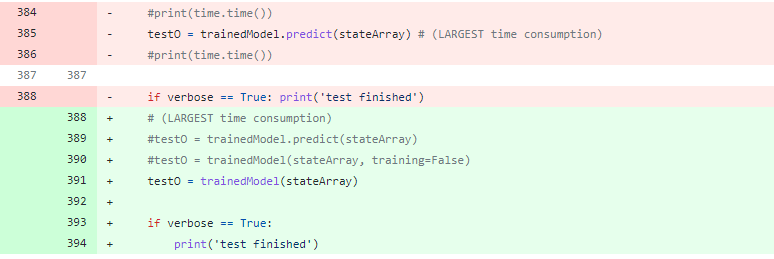 384 - #print(time.time())
385 - testO = trainedModel.predict(stateArray) # (LARGEST time consumption)
386 - #print(time.time())
387 387
388 - if verbose == True: print('test finished')
388 + # (LARGEST time consumption)
389 + #testO = trainedModel.predict(stateArray)
390 + #testO = trainedModel(stateArray, training=False)
391 + testO = trainedModel(stateArray)
392 +
393 + if verbose == True:
394 + print('test finished')